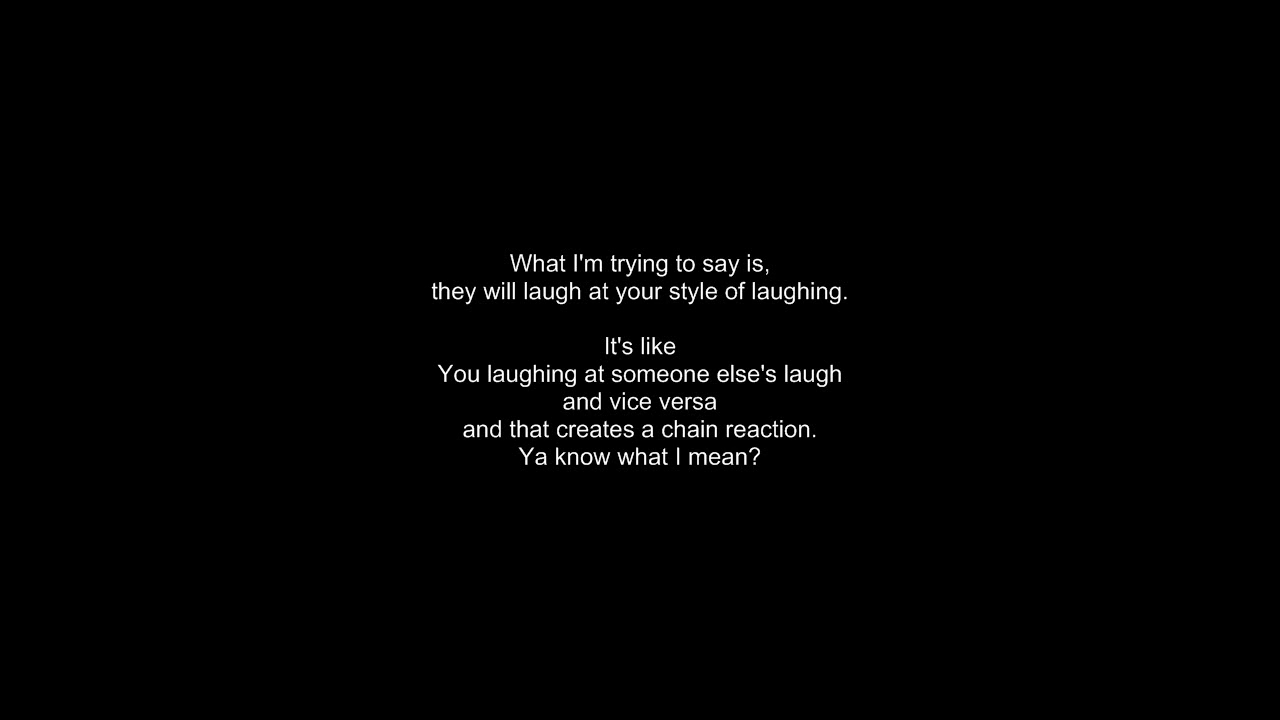 What I'm trying to say is,
they will laugh at your style of laughing.
It's like
You laughing at someone else's laugh
and vice versa
and that creates a chain reaction.
Ya know what I mean?